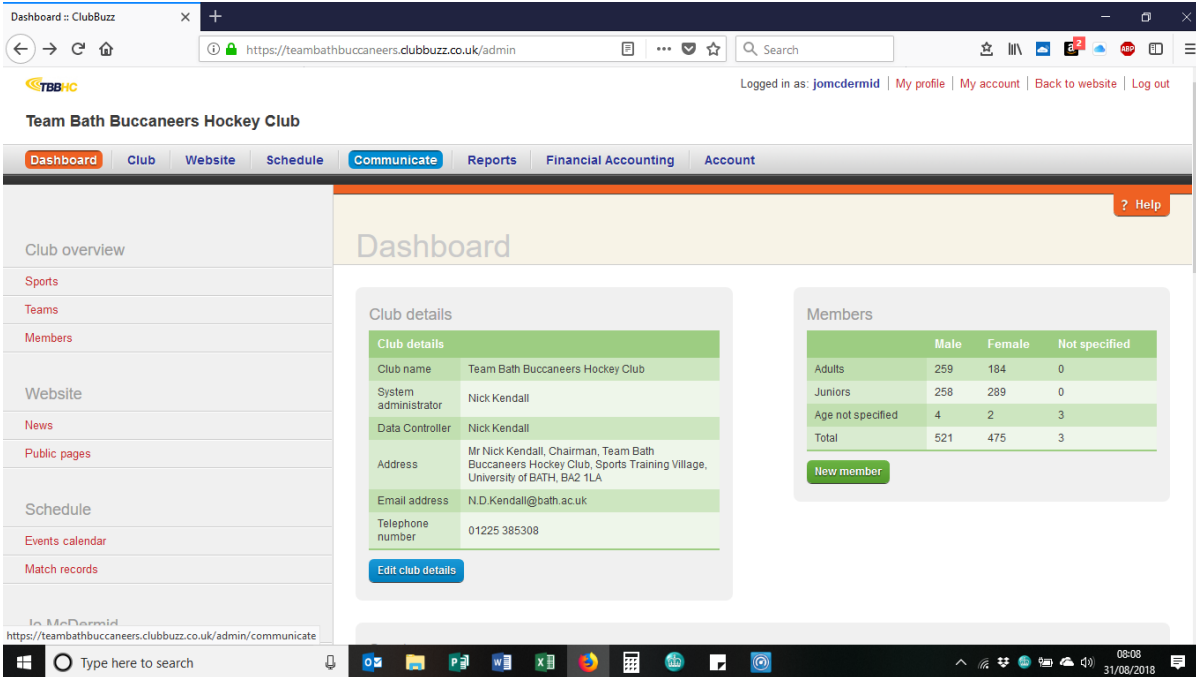 Dashboard :: ClubBuzz
https://teambathbuccaneers.clubbuzz.co.uk/admin
Search
2
ABP
TBBHC
Logged in as: jomcdermid | My profile | My account | Back to website | Log out
Team Bath Buccaneers Hockey Club
Dashboard Club Website Schedule Communicate Reports Financial Accounting Account
? Help
Dashboard
Club overview
Sports
Teams
Members
Website
News
Public pages
Schedule
Events calendar
Match records
Jo McDermid
https://teambathbuccaneers.clubbuzz.co.uk/admin/communicate
Club details
Club details
Club name Team Bath Buccaneers Hockey Club
System
administrator Nick Kendall
Data Controller Nick Kendall
Address Mr Nick Kendall, Chairman, Team Bath
Buccaneers Hockey Club, Sports Training Village,
University of BATH, BA2 1LA
Email address N.D.Kendall@bath.ac.uk
Telephone
number 01225 385308
Edit club details
Members
Male Female Not specified
Adults 259 184 0
Juniors 258 289 0
Age not specified 4 2 3
Total 521 475 3
New member
Type here to search
08:08
31/08/2018